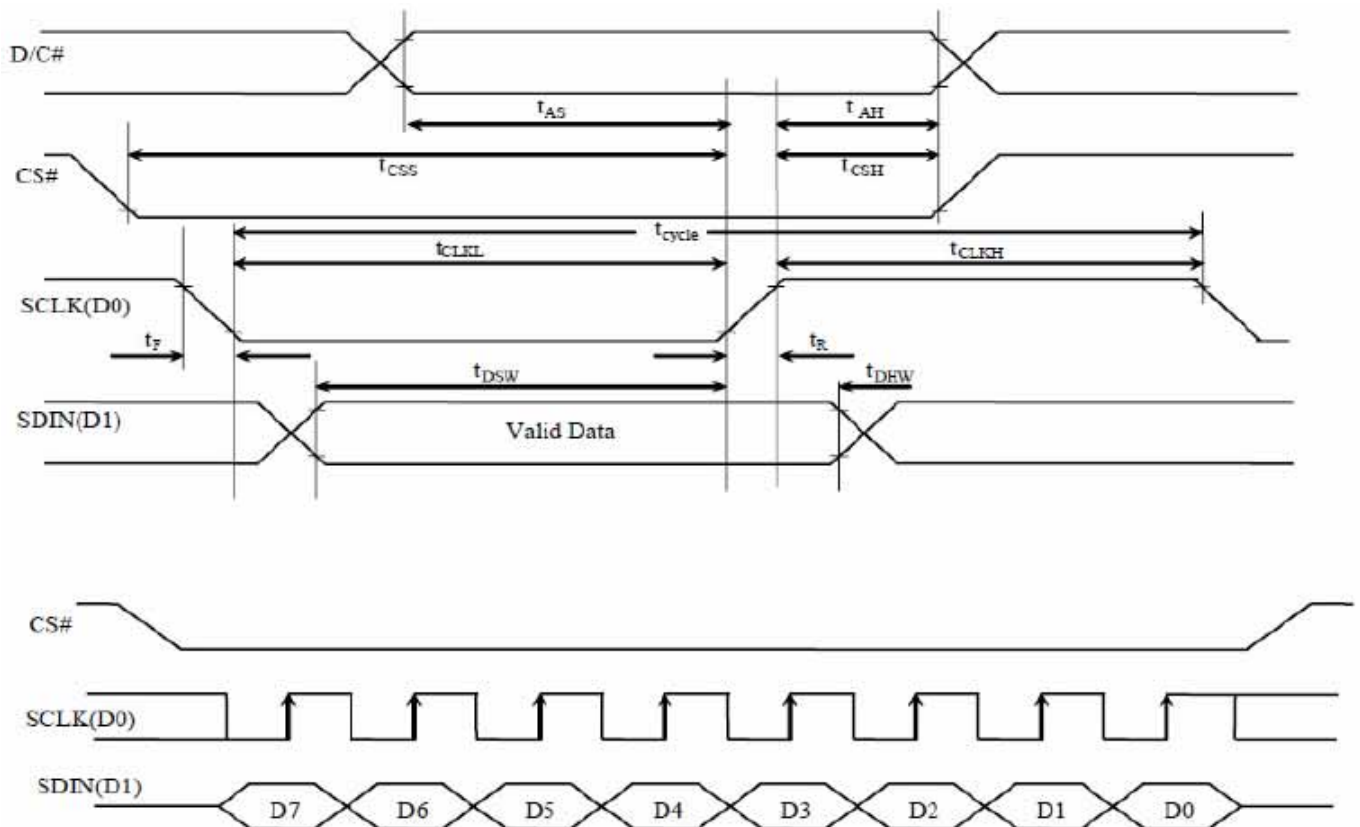 D/C#
tAS
tAH
CS#
tCSS
tCSH
tcycle
tCLKL
tCLKH
SCLK(D0)
tF
tR
tDSW
tDHW
SDIN(D1)
Valid Data
CS#
SCLK(D0)
SDIN(D1)
D7 D6 D5 D4 D3 D2 D1 D0